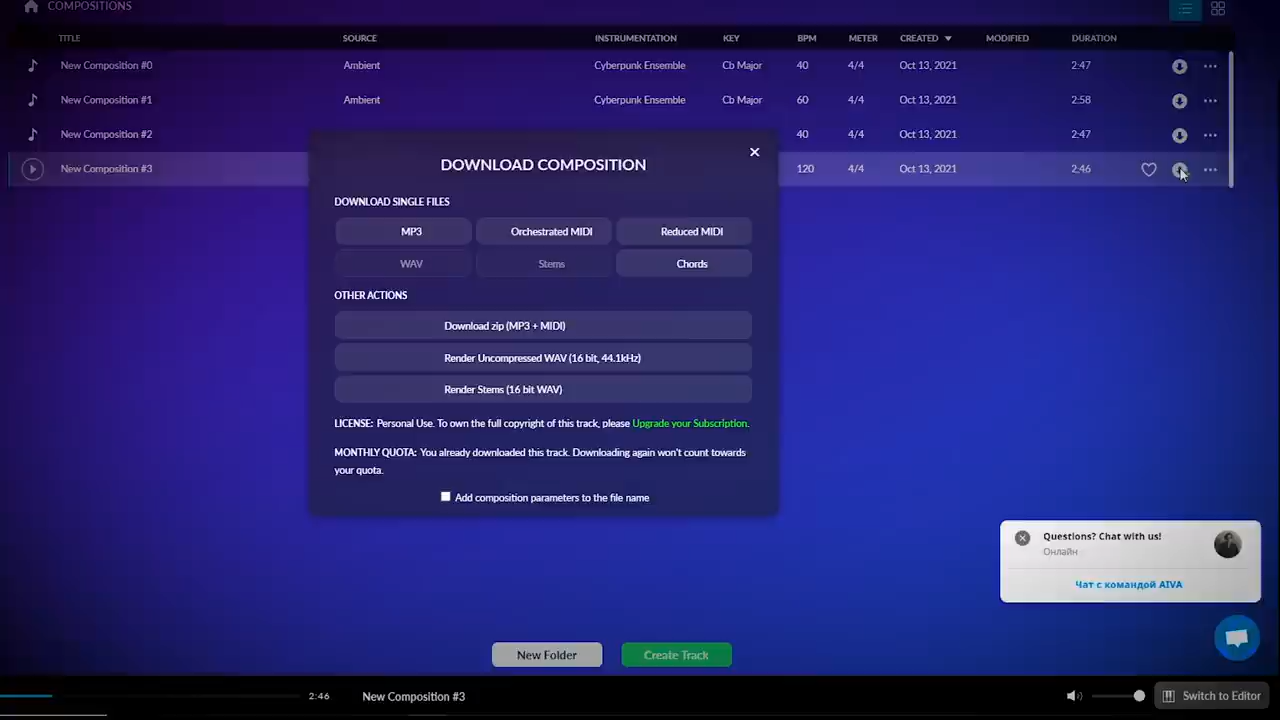 COMPOSITIONS
TITLE SOURCE INSTRUMENTATION KEY BPM METER CREATED MODIFIED DURATION
New Composition #0 Ambient Cyberpunk Ensemble Cb Major 40 4/4 Oct 13, 2021 2:47
New Composition #1 Ambient Cyberpunk Ensemble Cb Major 60 4/4 Oct 13, 2021 2:58
New Composition #2 40 4/4 Oct 13, 2021 2:47
New Composition #3 120 4/4 Oct 13, 2021 2:46
DOWNLOAD COMPOSITION
DOWNLOAD SINGLE FILES
MP3 Orchestrated MIDI Reduced MIDI
WAV Stems Chords
OTHER ACTIONS
Download zip (MP3 + MIDI)
Render Uncompressed WAV (16 bit, 44.1kHz)
Render Stems (16 bit WAV)
LICENSE: Personal Use. To own the full copyright of this track, please Upgrade your Subscription.
MONTHLY QUOTA: You already downloaded this track. Downloading again won't count towards
your quota.
Add composition parameters to the file name
Questions? Chat with us!
Онлайн
Чат с командой AIVA
New Folder Create Track
2:46 New Composition #3 Switch to Editor